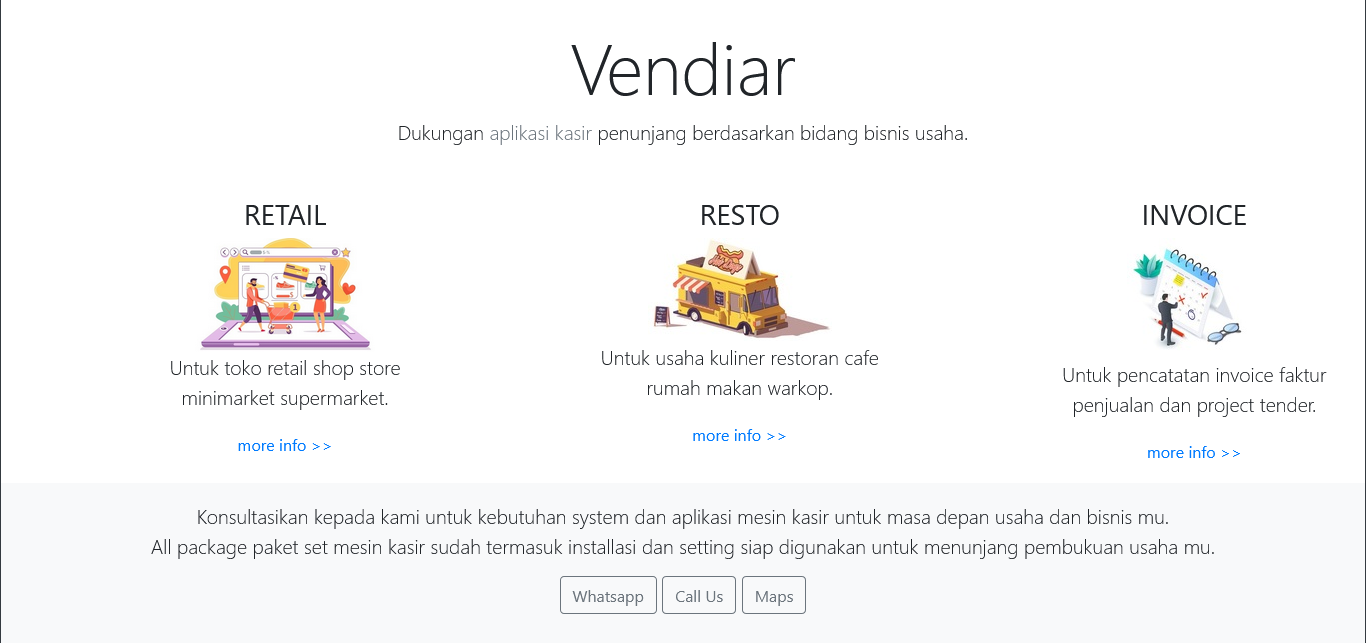 Vendiar
Dukungan aplikasi kasir penunjang berdasarkan bidang bisnis usaha.
RETAIL
Untuk toko retail shop store
minimarket supermarket.
more info >>
RESTO
Untuk usaha kuliner restoran cafe
rumah makan warkop.
more info >>
INVOICE
Untuk pencatatan invoice faktur
penjualan dan project tender.
more info >>
Konsultasikan kepada kami untuk kebutuhan system dan aplikasi mesin kasir untuk masa depan usaha dan bisnis mu.
All package paket set mesin kasir sudah termasuk installasi dan setting siap digunakan untuk menunjang pembukuan usaha mu.
Whatsapp
Call Us
Maps